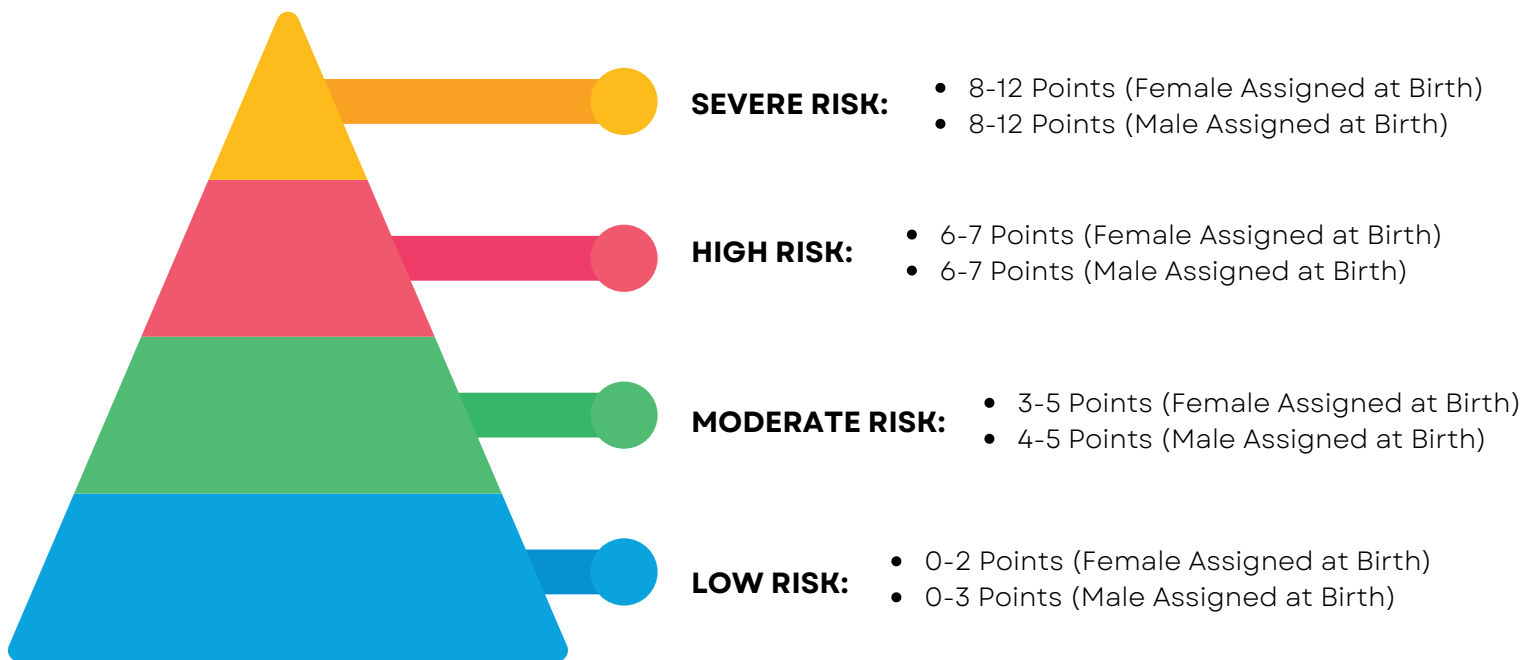 SEVERE RISK:
• 8-12 Points (Female Assigned at Birth)
• 8-12 Points (Male Assigned at Birth)
HIGH RISK:
• 6-7 Points (Female Assigned at Birth)
• 6-7 Points (Male Assigned at Birth)
MODERATE RISK:
• 3-5 Points (Female Assigned at Birth)
• 4-5 Points (Male Assigned at Birth)
LOW RISK:
• 0-2 Points (Female Assigned at Birth)
• 0-3 Points (Male Assigned at Birth)